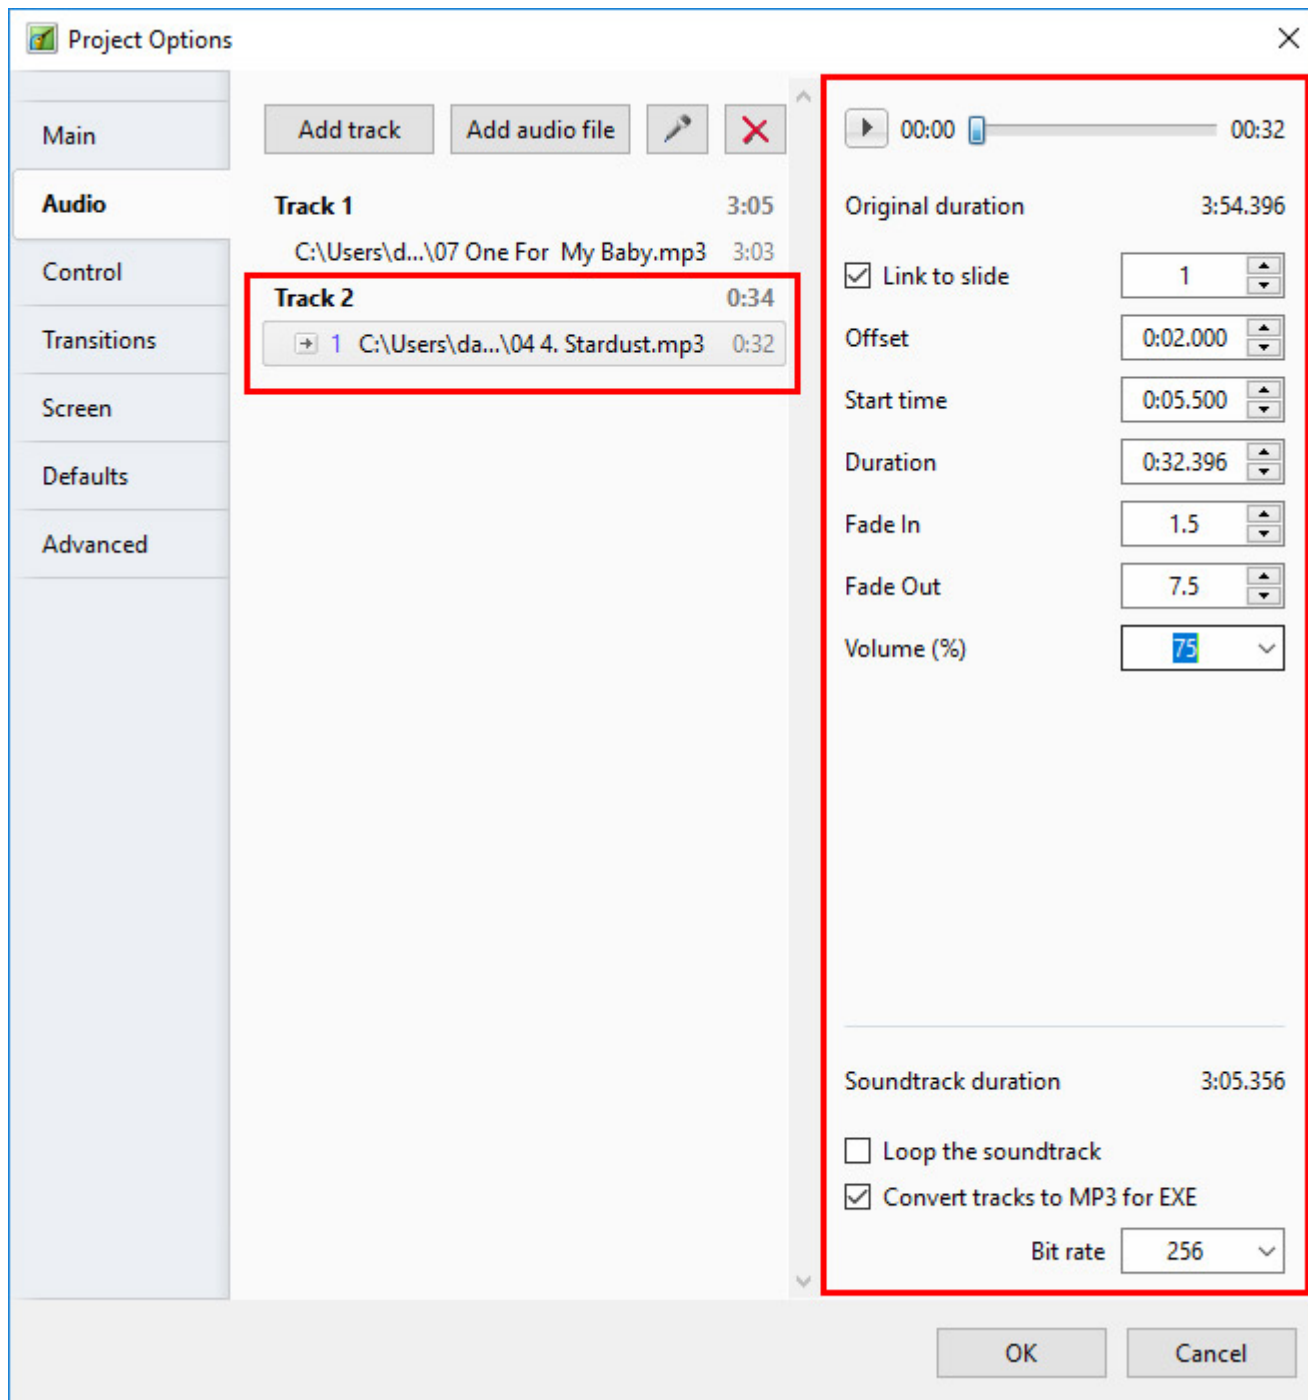 Project Options
Main
Audio
Control
Transitions
Screen
Defaults
Advanced
Add track Add audio file
Track 1 3:05
C:\Users\d...\07 One For  My Baby.mp3 3:03
Track 2 0:34
1 C:\Users\da...\04 4. Stardust.mp3 0:32
00:00 00:32
Original duration 3:54.396
Link to slide 1
Offset 0:02.000
Start time 0:05.500
Duration 0:32.396
Fade In 1.5
Fade Out 7.5
Volume (%) 75
Soundtrack duration 3:05.356
Loop the soundtrack
Convert tracks to MP3 for EXE
Bit rate 256
OK Cancel